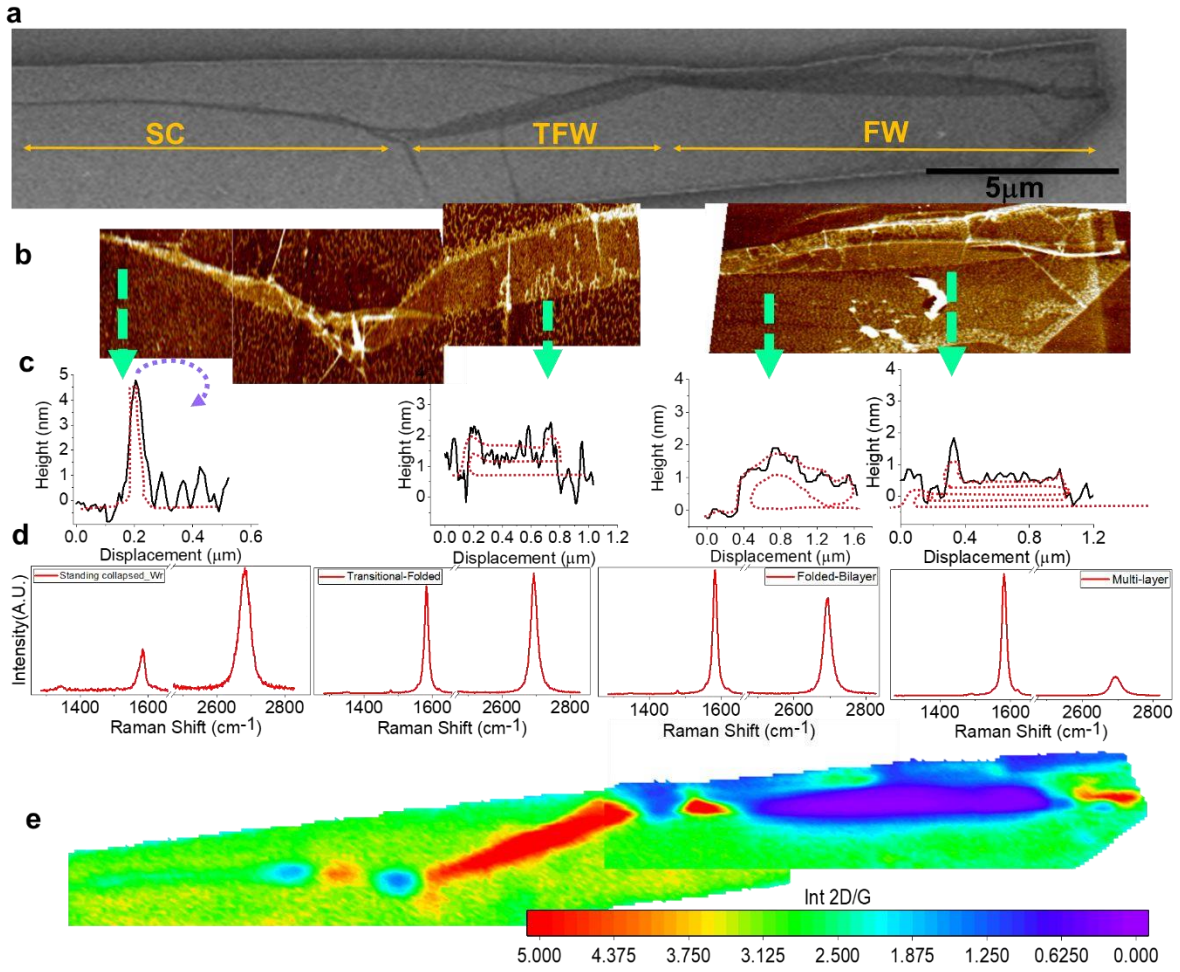 a
SC
TFW
FW
5μm
b
c
Height (nm)
5
4
3
2
1
0
0.0
0.2
0.4
0.6
Displacement (μm)
Height (nm)
4
3
2
1
0
0.0 0.2 0.4 0.6 0.8 1.0 1.2
Displacement (μm)
Height (nm)
4
3
2
1
0
0.0 0.4 0.8 1.2 1.6
Displacement (μm)
Height (nm)
4
3
2
1
0
0.0 0.4 0.8 1.2
Displacement (μm)
d
Intensity(A.U.)
Standing collapsed_Wr
1400 1600 2600 2800
Raman Shift (cm-1)
Transitional-Folded
1400 1600 2600 2800
Raman Shift (cm-1)
Folded-Bilayer
1400 1600 2600 2800
Raman Shift (cm-1)
Multi-layer
1400 1600 2600 2800
Raman Shift (cm-1)
e
Int 2D/G
5.000 4.375 3.750 3.125 2.500 1.875 1.250 0.6250 0.000